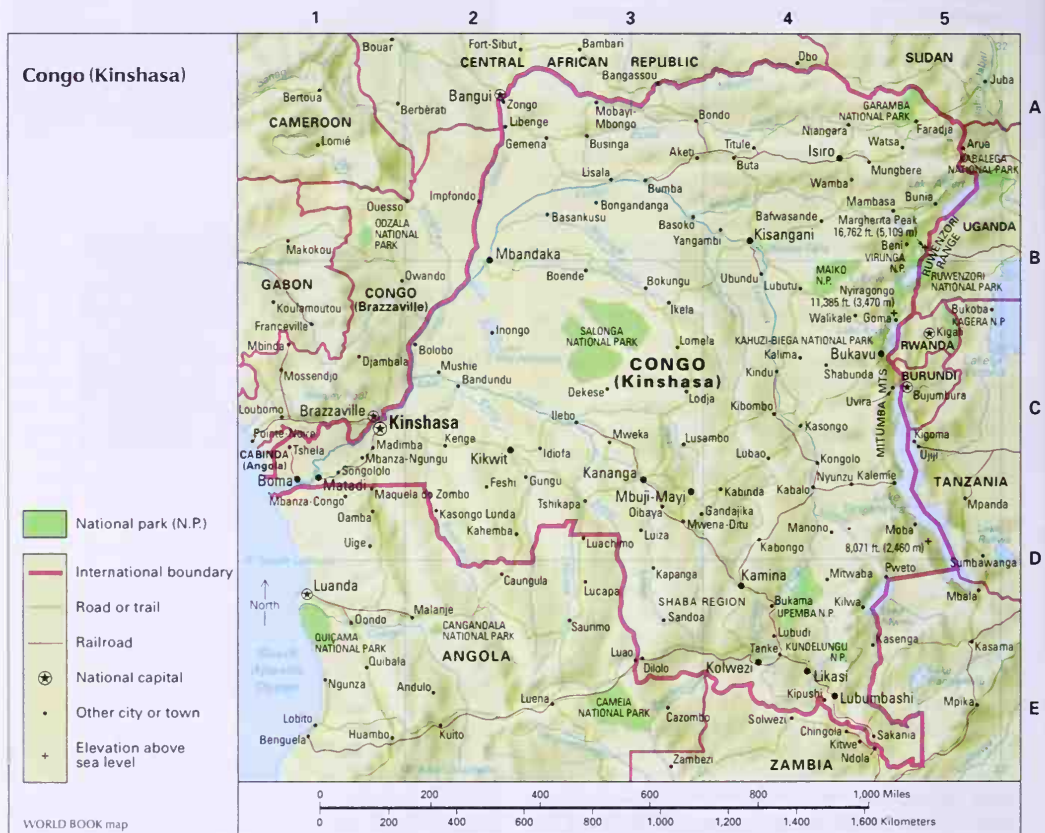 1 2 3 4 5
Congo (Kinshasa)
National park (N.P.)
International boundary
Road or trail
Railroad
National capital
Other city or town
Elevation above
sea level
WORLD BOOK map
A
B
C
D
E
Bouar
Fort-Sibut
Bambari
CENTRAL AFRICAN REPUBLIC
Bangassou
Obo
SUDAN
Juba
Bertoua
Berbérati
Bangui
Zongo
Mobayi-
Mbongo
Bondo
GARAMBA
NATIONAL PARK
Niangara
Faradja
CAMEROON
Lomié
Libenge
Gemena
Businga
Aketi
Titule
Buta
Isiro
Watsa
Arua
KABALEGA
NATIONAL PARK
Mungbere
Lisala
Bumba
Wamba
Bunia
Ouesso
Impfondo
Bongandanga
Basankusu
Basoko
Bafwasende
Mambasa
Margherita Peak
16,762 ft. (5,109 m)
UGANDA
ODZALA
NATIONAL
PARK
Yangambi
Kisangani
Beni
VIRUNGA
N.P.
RUWENZORI
RANGE
Makokou
Mbandaka
Owando
Boende
Ubundu
Lubutu
MAIKO
N.P.
RUWENZORI
NATIONAL PARK
GABON
Koulamoutou
CONGO
(Brazzaville)
Bokungu
Nyiragongo
11,385 ft. (3,470 m)
Bukoba
KAGERA N.P.
Franceville
Ikela
Walikale
Goma
Kigali
Inongo
SALONGA
NATIONAL PARK
Mbinda
Djambala
Bolobo
Lomela
KAHUZI-BIEGA NATIONAL PARK
RWANDA
CONGO
(Kinshasa)
Kalima
Bukavu
Mossendjo
Mushie
Bandundu
Kindu
Shabunda
BURUNDI
Dekese
Lodja
Uvira
Bujumbura
Loubomo
Brazzaville
Kinshasa
Ilebo
Kibombo
MITUMBA MTS
Pointe-Noire
Kasongo
Kigoma
Ujiji
CABINDA
(Angola)
Tshela
Madimba
Kenga
Mweka
Lusambo
Mbanza-Ngungu
Kikwit
Idiofa
Lubao
Kongolo
Songololo
Boma
Matadi
Feshi
Gungu
Kananga
Mbuji-Mayi
Kabinda
Kabalo
Nyunzu
Kalemie
TANZANIA
Mbanza-Congo
Maquela do Zombo
Tshikapa
Dibaya
Gandajika
Mpanda
Damba
Kasongo Lunda
Mwena-Ditu
Kahemba
Luiza
Manono
Moba
8,071 ft. (2,460 m)
Uige
Luachimo
Kabongo
Sumbawanga
Caungula
Kapanga
Kamina
Mitwaba
Pweto
Luanda
Lucapa
SHABA REGION
Bukama
UPEMBA N.P.
Kilwa
Mbala
North
Dondo
Malanje
CANGANDALA
NATIONAL PARK
Saurimo
Sandoa
Lubudi
Kasenga
Kasama
QUIÇAMA
NATIONAL PARK
Quibala
ANGOLA
Luao
Dilolo
Tanke
KUNDELUNGU
N.P.
Kolwezi
Likasi
Ngunza
Andulo
Luena
CAMEIA
NATIONAL PARK
Cazombo
Kipushi
Lubumbashi
Mpika
Lobito
Solwezi
Chingola
Sakania
Benguela
Huambo
Kuito
Kitwe
Ndola
Zambezi
ZAMBIA
0 200 400 600 800 1,000 Miles
0 200 400 600 800 1,000 1,200 1,400 1,600 Kilometers